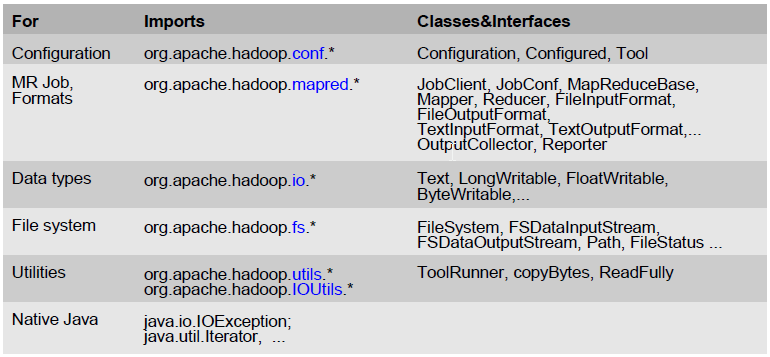 For Imports Classes&Interfaces
Configuration org.apache.hadoop.conf.* Configuration, Configured, Tool
MR Job, org.apache.hadoop.mapred.* JobClient, JobConf, MapReduceBase,
Formats Mapper, Reducer, FileInputFormat,
FileOutputFormat,
TextInputFormat, TextOutputFormat,...
OutputCollector, Reporter
Data types org.apache.hadoop.io.* Text, LongWritable, FloatWritable,
ByteWritable,...
File system org.apache.hadoop.fs.* FileSystem, FSDataInputStream,
FSDataOutputStream, Path, FileStatus ...
Utilities org.apache.hadoop.utils.* ToolRunner, copyBytes, ReadFully
org.apache.hadoop.IOUtils.*
Native Java java.io.IOException;
java.util.Iterator, ...